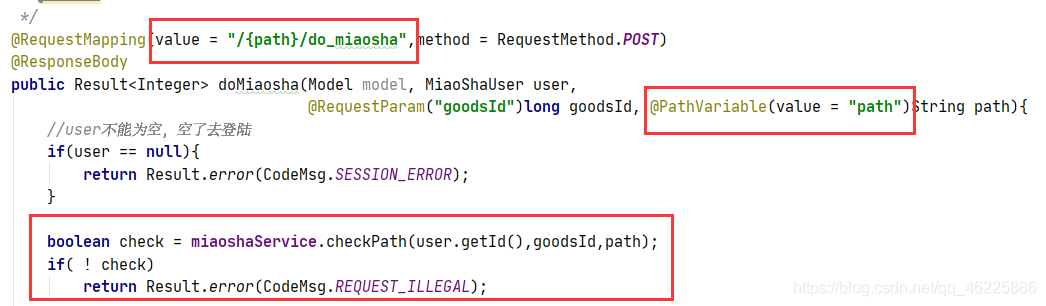 */
@RequestMapping(value = "/{path}/do_miaosha",method = RequestMethod.POST)
@ResponseBody
public Result<Integer> doMiaosha(Model model, MiaoShaUser user,
@RequestParam("goodsId")long goodsId, @PathVariable(value = "path")String path){
//user不能为空，空了去登陆
if(user == null){
return Result.error(CodeMsg.SESSION_ERROR);
}
boolean check = miaoshaService.checkPath(user.getId(),goodsId,path);
if( ! check)
return Result.error(CodeMsg.REQUEST_ILLEGAL);
https://blog.csdn.net/qq_46225886